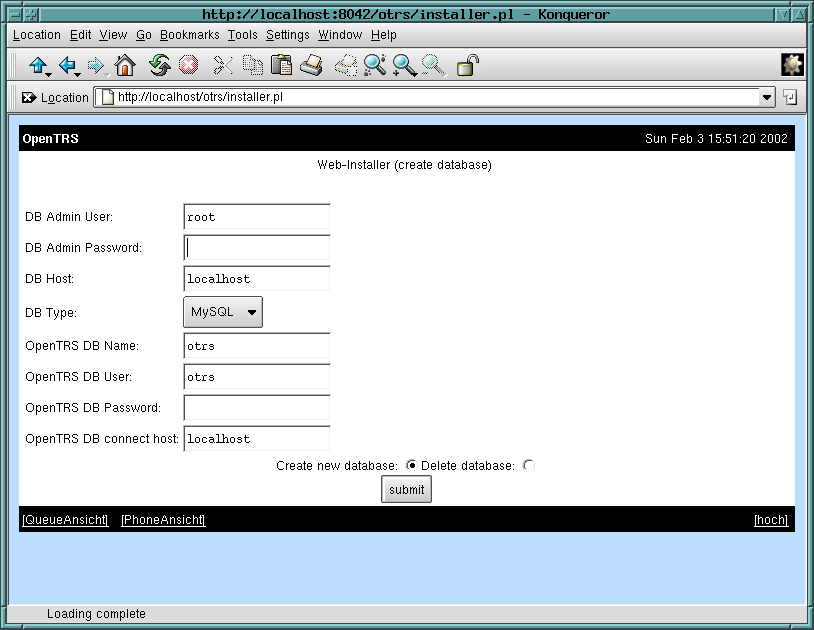 http://localhost:8042/otrs/installer.pl - Konqueror
Location Edit View Go Bookmarks Tools Settings Window Help
Location http://localhost/otrs/installer.pl
OpenTRS Sun Feb 3 15:51:20 2002
Web-Installer (create database)
DB Admin User: root
DB Admin Password:
DB Host: localhost
DB Type: MySQL
OpenTRS DB Name: otrs
OpenTRS DB User: otrs
OpenTRS DB Password:
OpenTRS DB connect host: localhost
Create new database: Delete database:
submit
[QueueAnsicht] [PhoneAnsicht] [hoch]
Loading complete